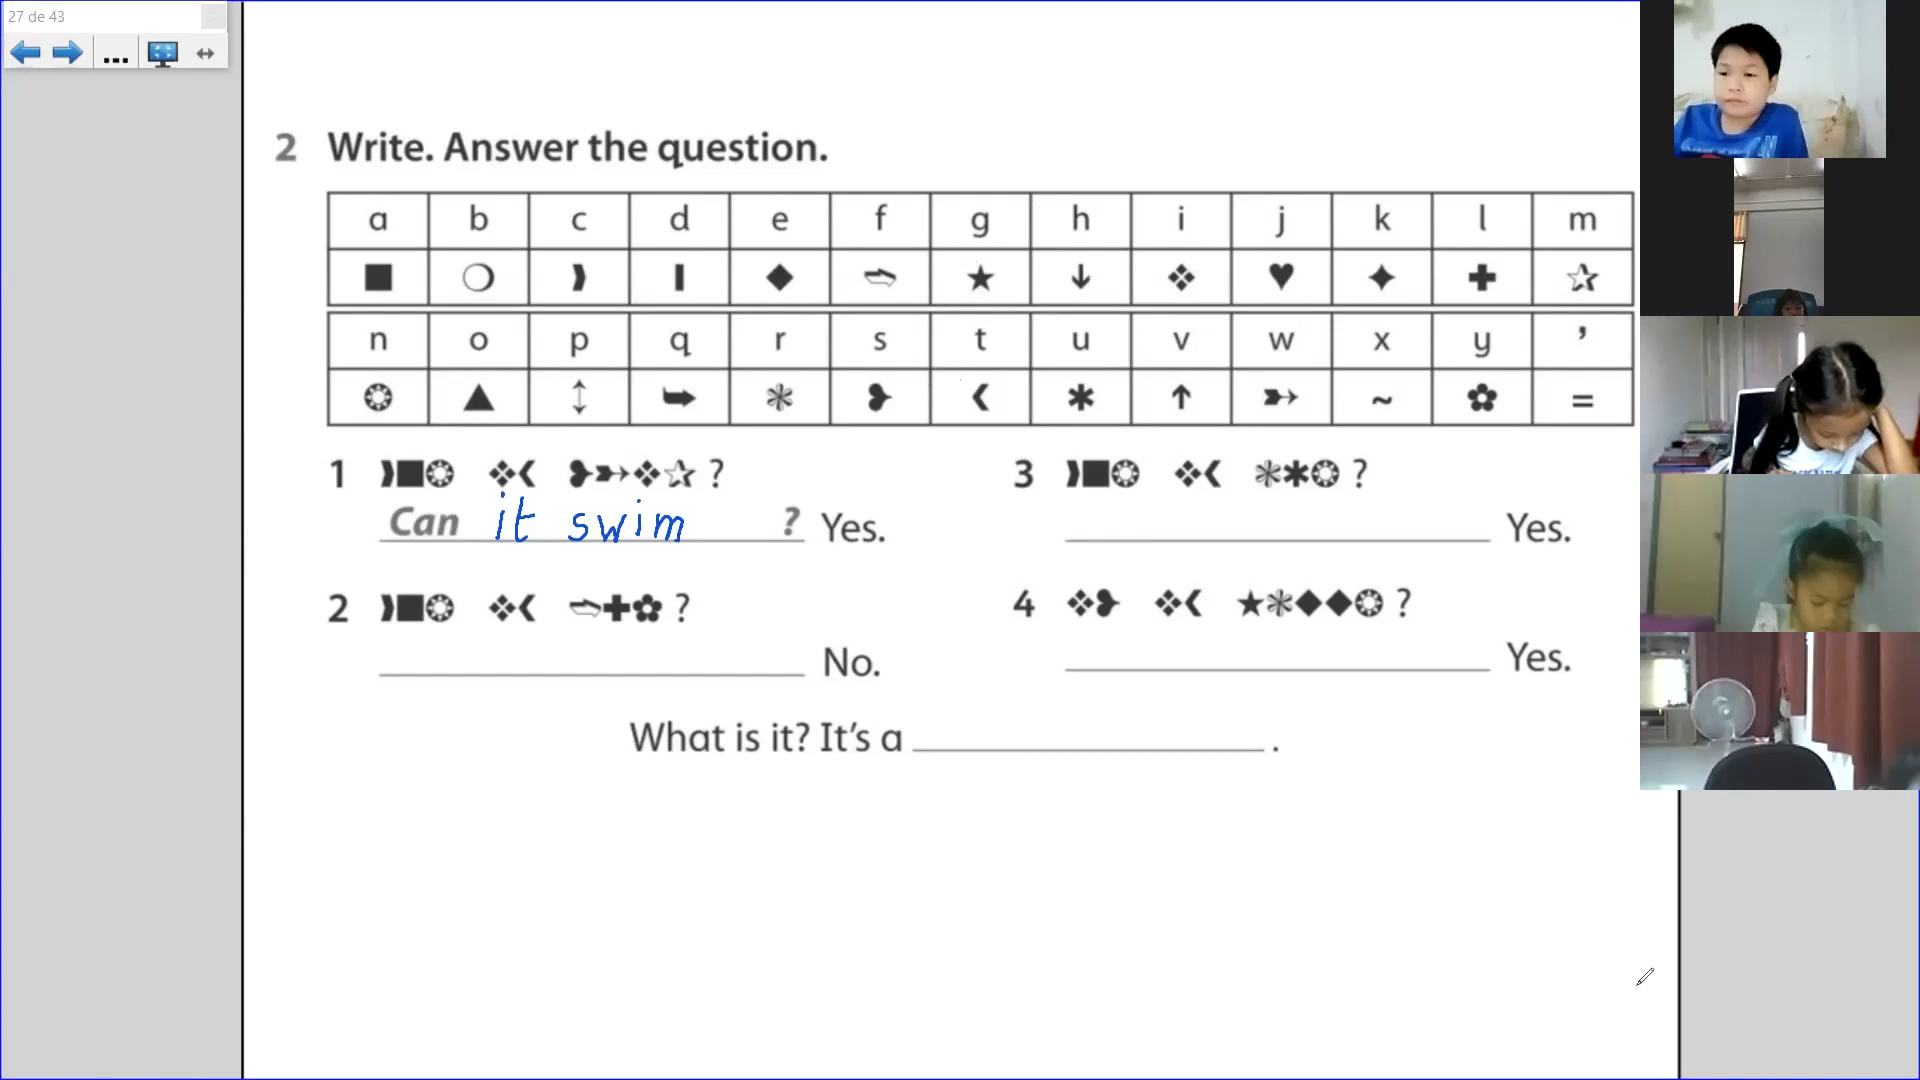 27 de 43
2 Write. Answer the question.
a b c d e f g h i j k l m
■ ❍ ❫ ❙ ◆ ➬ ★ ↓ ❖ ♥ ✦ ✚ ✰
n o p q r s t u v w x y ’
❂ ▲ ↕ ➥ ❃ ❥ ❬ ✱ ↑ ➳ ~ ✿ =
1 ❫■❂ ❖❬ ❥➳❖✰ ?
Can it swim ? Yes.
2 ❫■❂ ❖❬ ➬✚✿ ?
No.
3 ❫■❂ ❖❬ ❃✱❂ ?
Yes.
4 ❖❥ ❖❬ ★❃◆◆❂ ?
Yes.
What is it? It’s a .